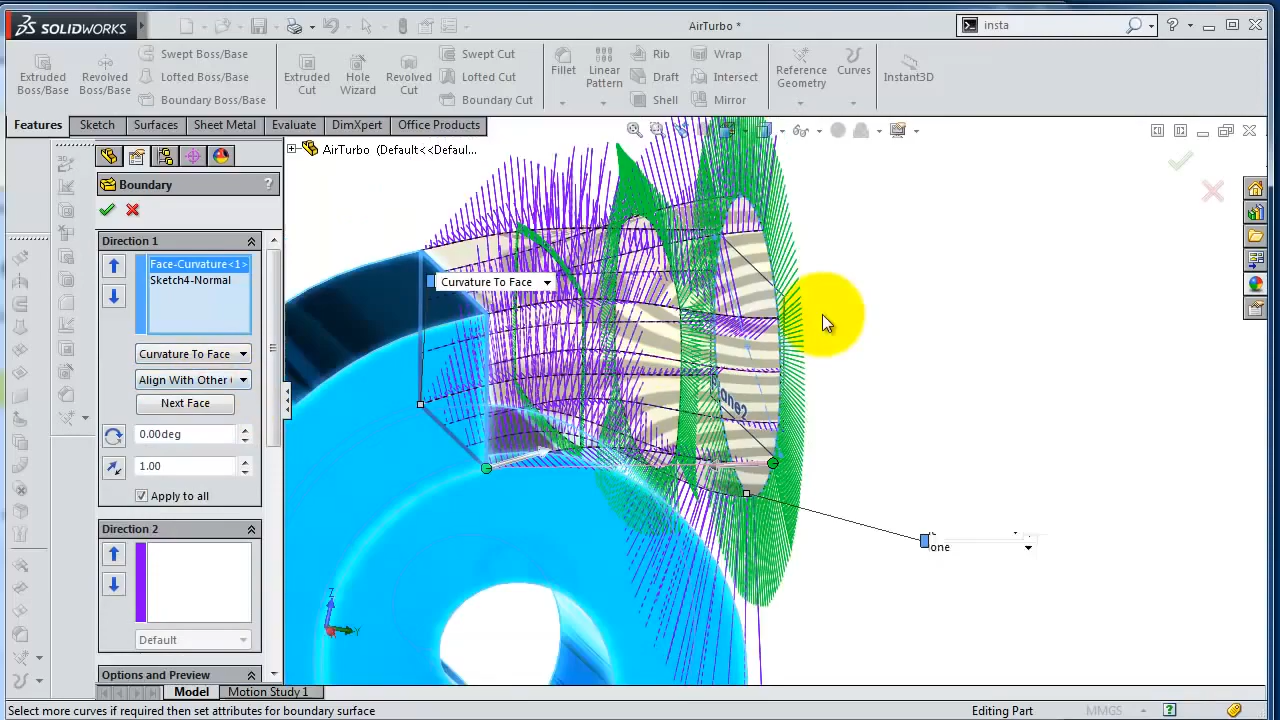 SOLIDWORKS
AirTurbo *
insta
Extruded Boss/Base
Revolved Boss/Base
Swept Boss/Base
Lofted Boss/Base
Boundary Boss/Base
Extruded Cut
Hole Wizard
Revolved Cut
Swept Cut
Lofted Cut
Boundary Cut
Fillet
Linear Pattern
Rib
Draft
Shell
Wrap
Intersect
Mirror
Reference Geometry
Curves
Instant3D
Features
Sketch
Surfaces
Sheet Metal
Evaluate
DimXpert
Office Products
AirTurbo (Default<<Defaul...
Boundary
?
Direction 1
Face-Curvature<1>
Sketch4-Normal
Curvature To Face
Align With Other (
Next Face
0.00deg
1.00
Apply to all
Direction 2
Default
Options and Preview
Curvature To Face
one
Z
Y
Model
Motion Study 1
Select more curves if required then set attributes for boundary surface
Editing Part
MMGS